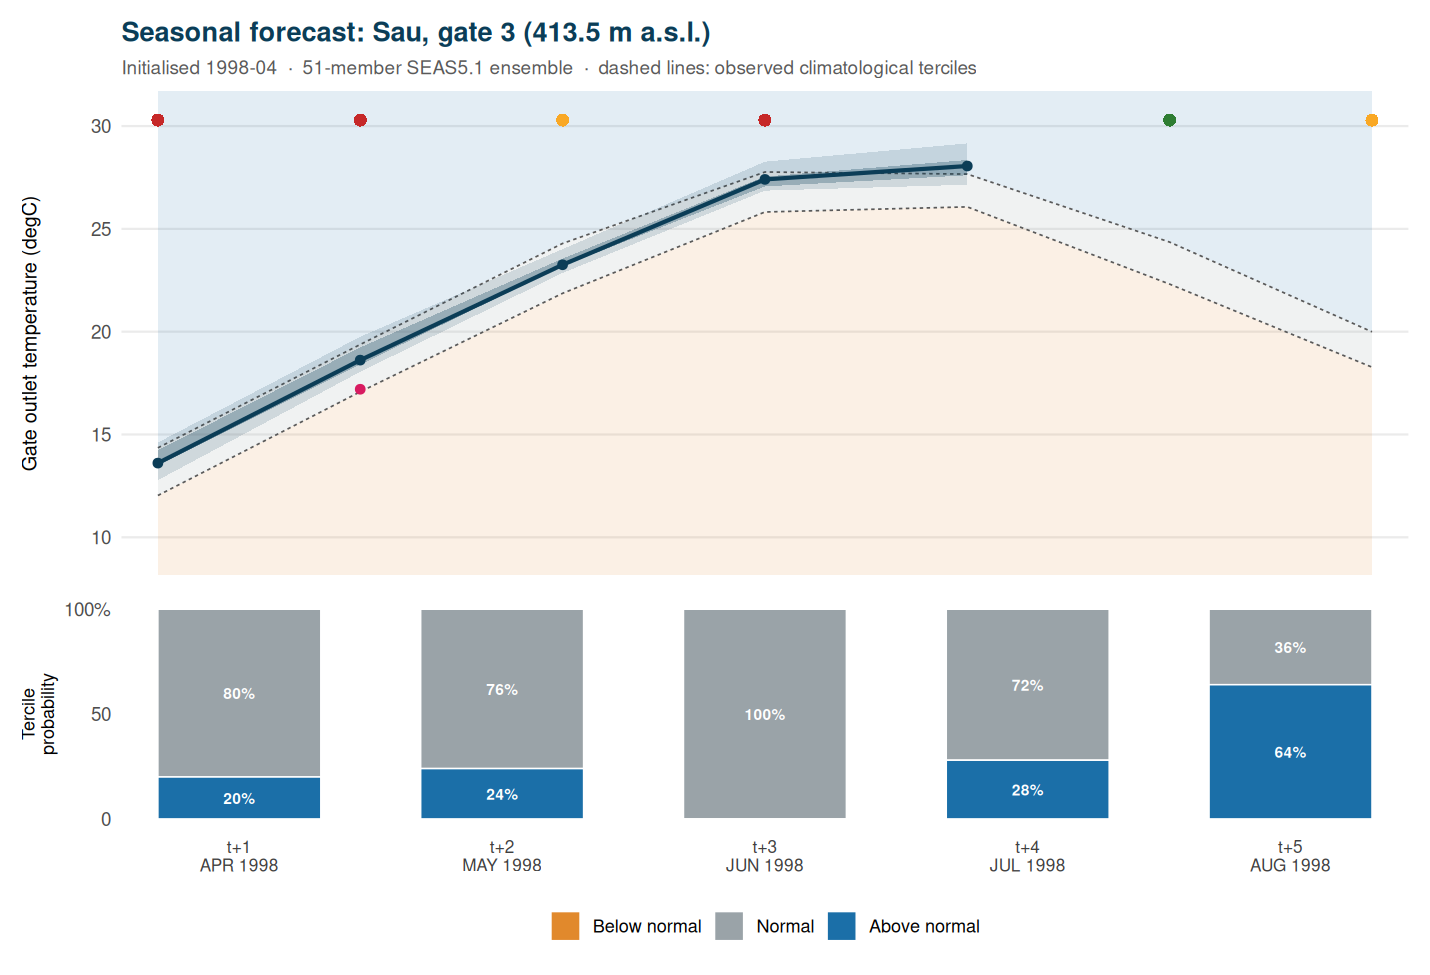 Seasonal forecast: Sau, gate 3 (413.5 m a.s.l.)
Initialised 1998-04 · 51-member SEAS5.1 ensemble · dashed lines: observed climatological terciles
Gate outlet temperature (degC)
30
25
20
15
10
Tercile
probability
100%
50
0
80%
20%
76%
24%
100%
72%
28%
36%
64%
t+1
APR 1998
t+2
MAY 1998
t+3
JUN 1998
t+4
JUL 1998
t+5
AUG 1998
Below normal
Normal
Above normal